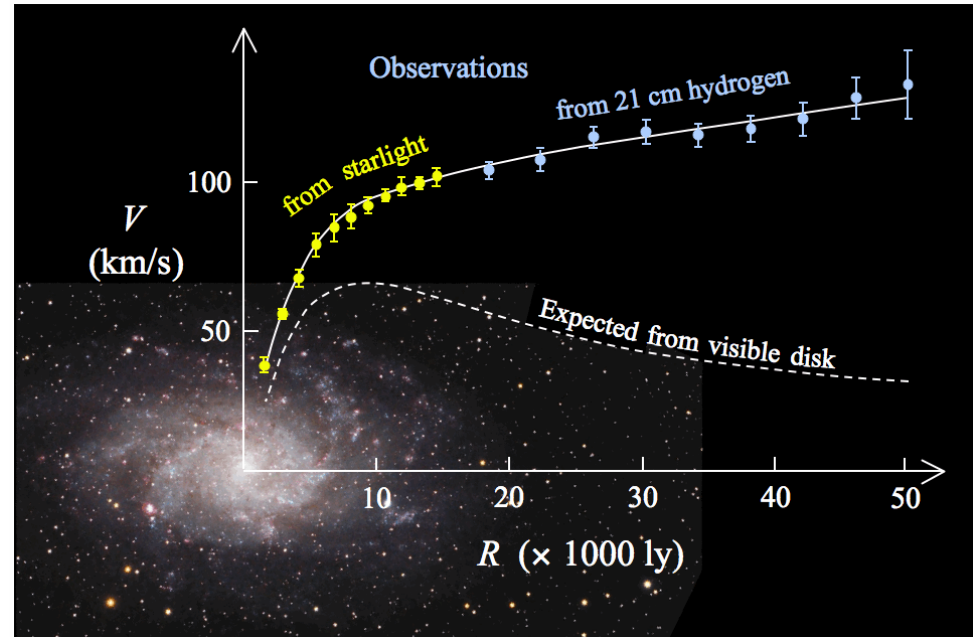 Observations
from 21 cm hydrogen
from starlight
100
V
(km/s)
50
Expected from visible disk
10 20 30 40 50
R (× 1000 ly)